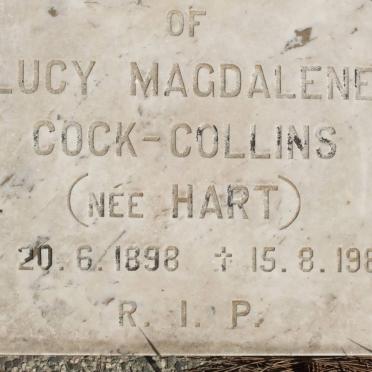 OF
LUCY MAGDALENE
COCK-COLLINS
(NÉE HART)
20.6.1898 † 15.8.198
R. I. P.